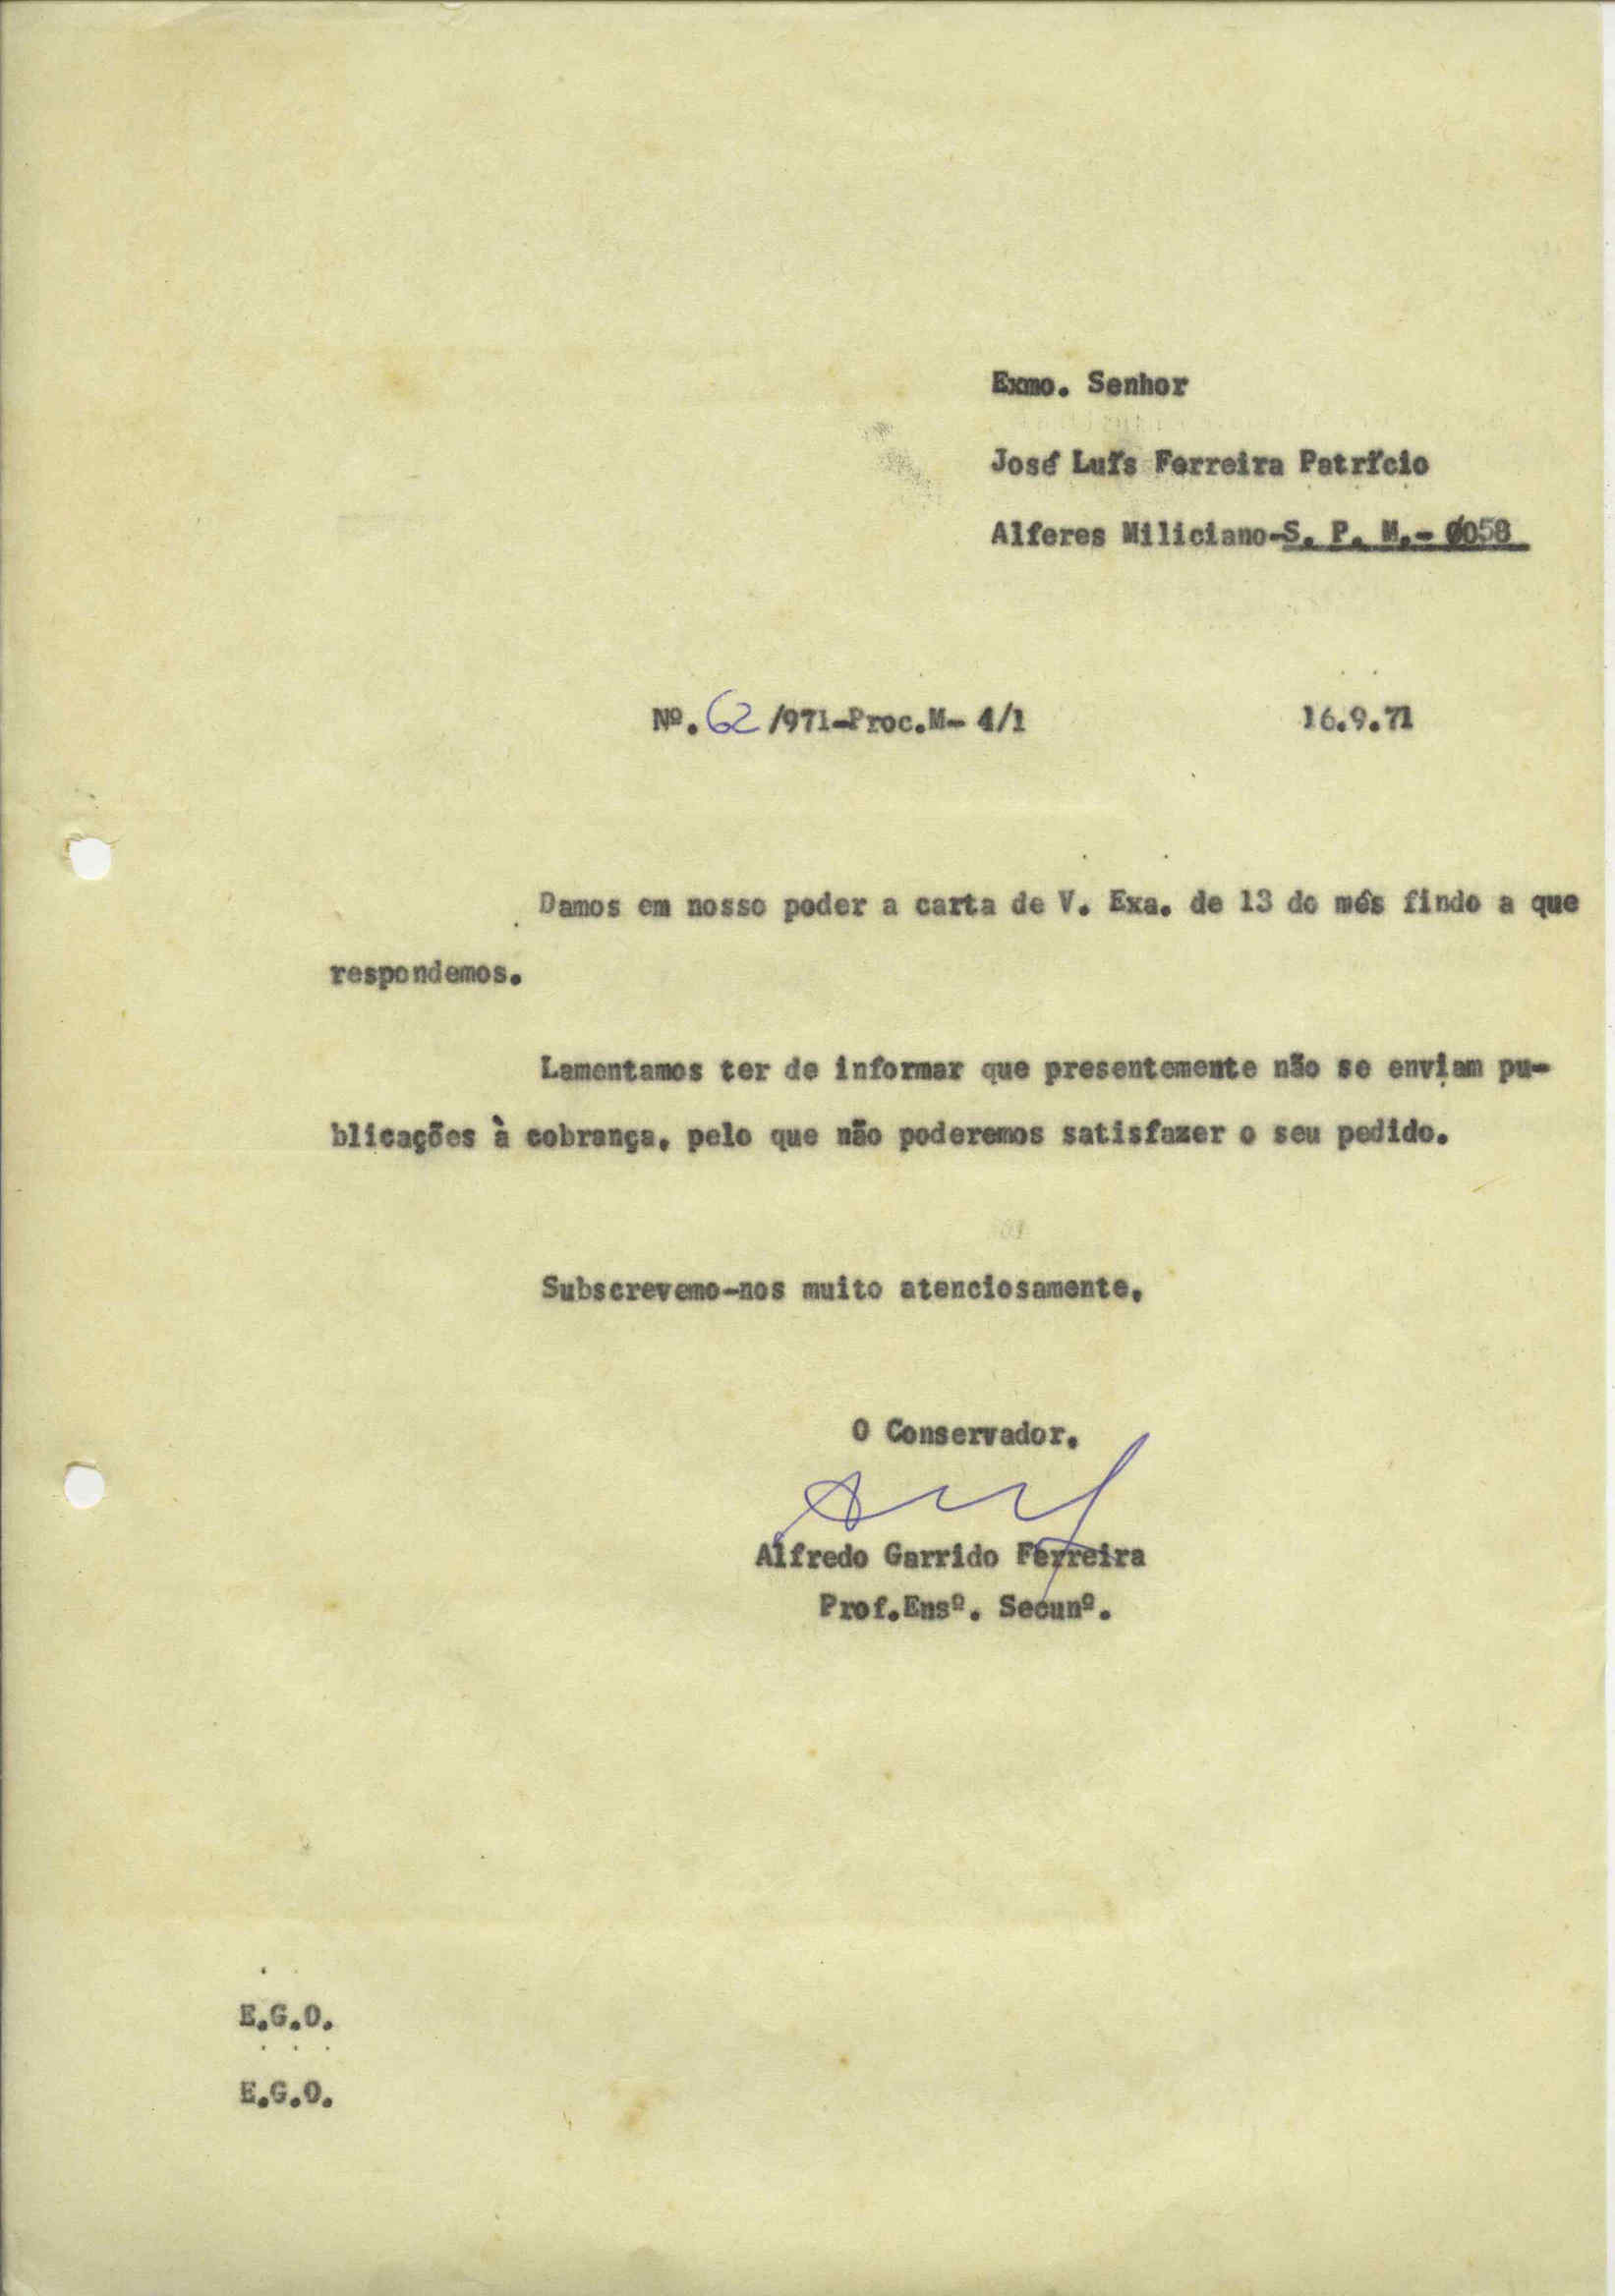 Exmo. Senhor
José Luís Ferreira Patrício
Alferes Miliciano-S. P. M.- 0058
Nº. 62 /971-Proc.M- 4/1 16.9.71
Damos em nosso poder a carta de V. Exa. de 13 do mês findo a que
respondemos.
Lamentamos ter de informar que presentemente não se enviam pu-
blicações à cobrança, pelo que não poderemos satisfazer o seu pedido.
Subscrevemo-nos muito atenciosamente,
O Conservador,
Alfredo Garrido Ferreira
Prof.Ensº. Secunº.
E.G.O.
E.G.O.